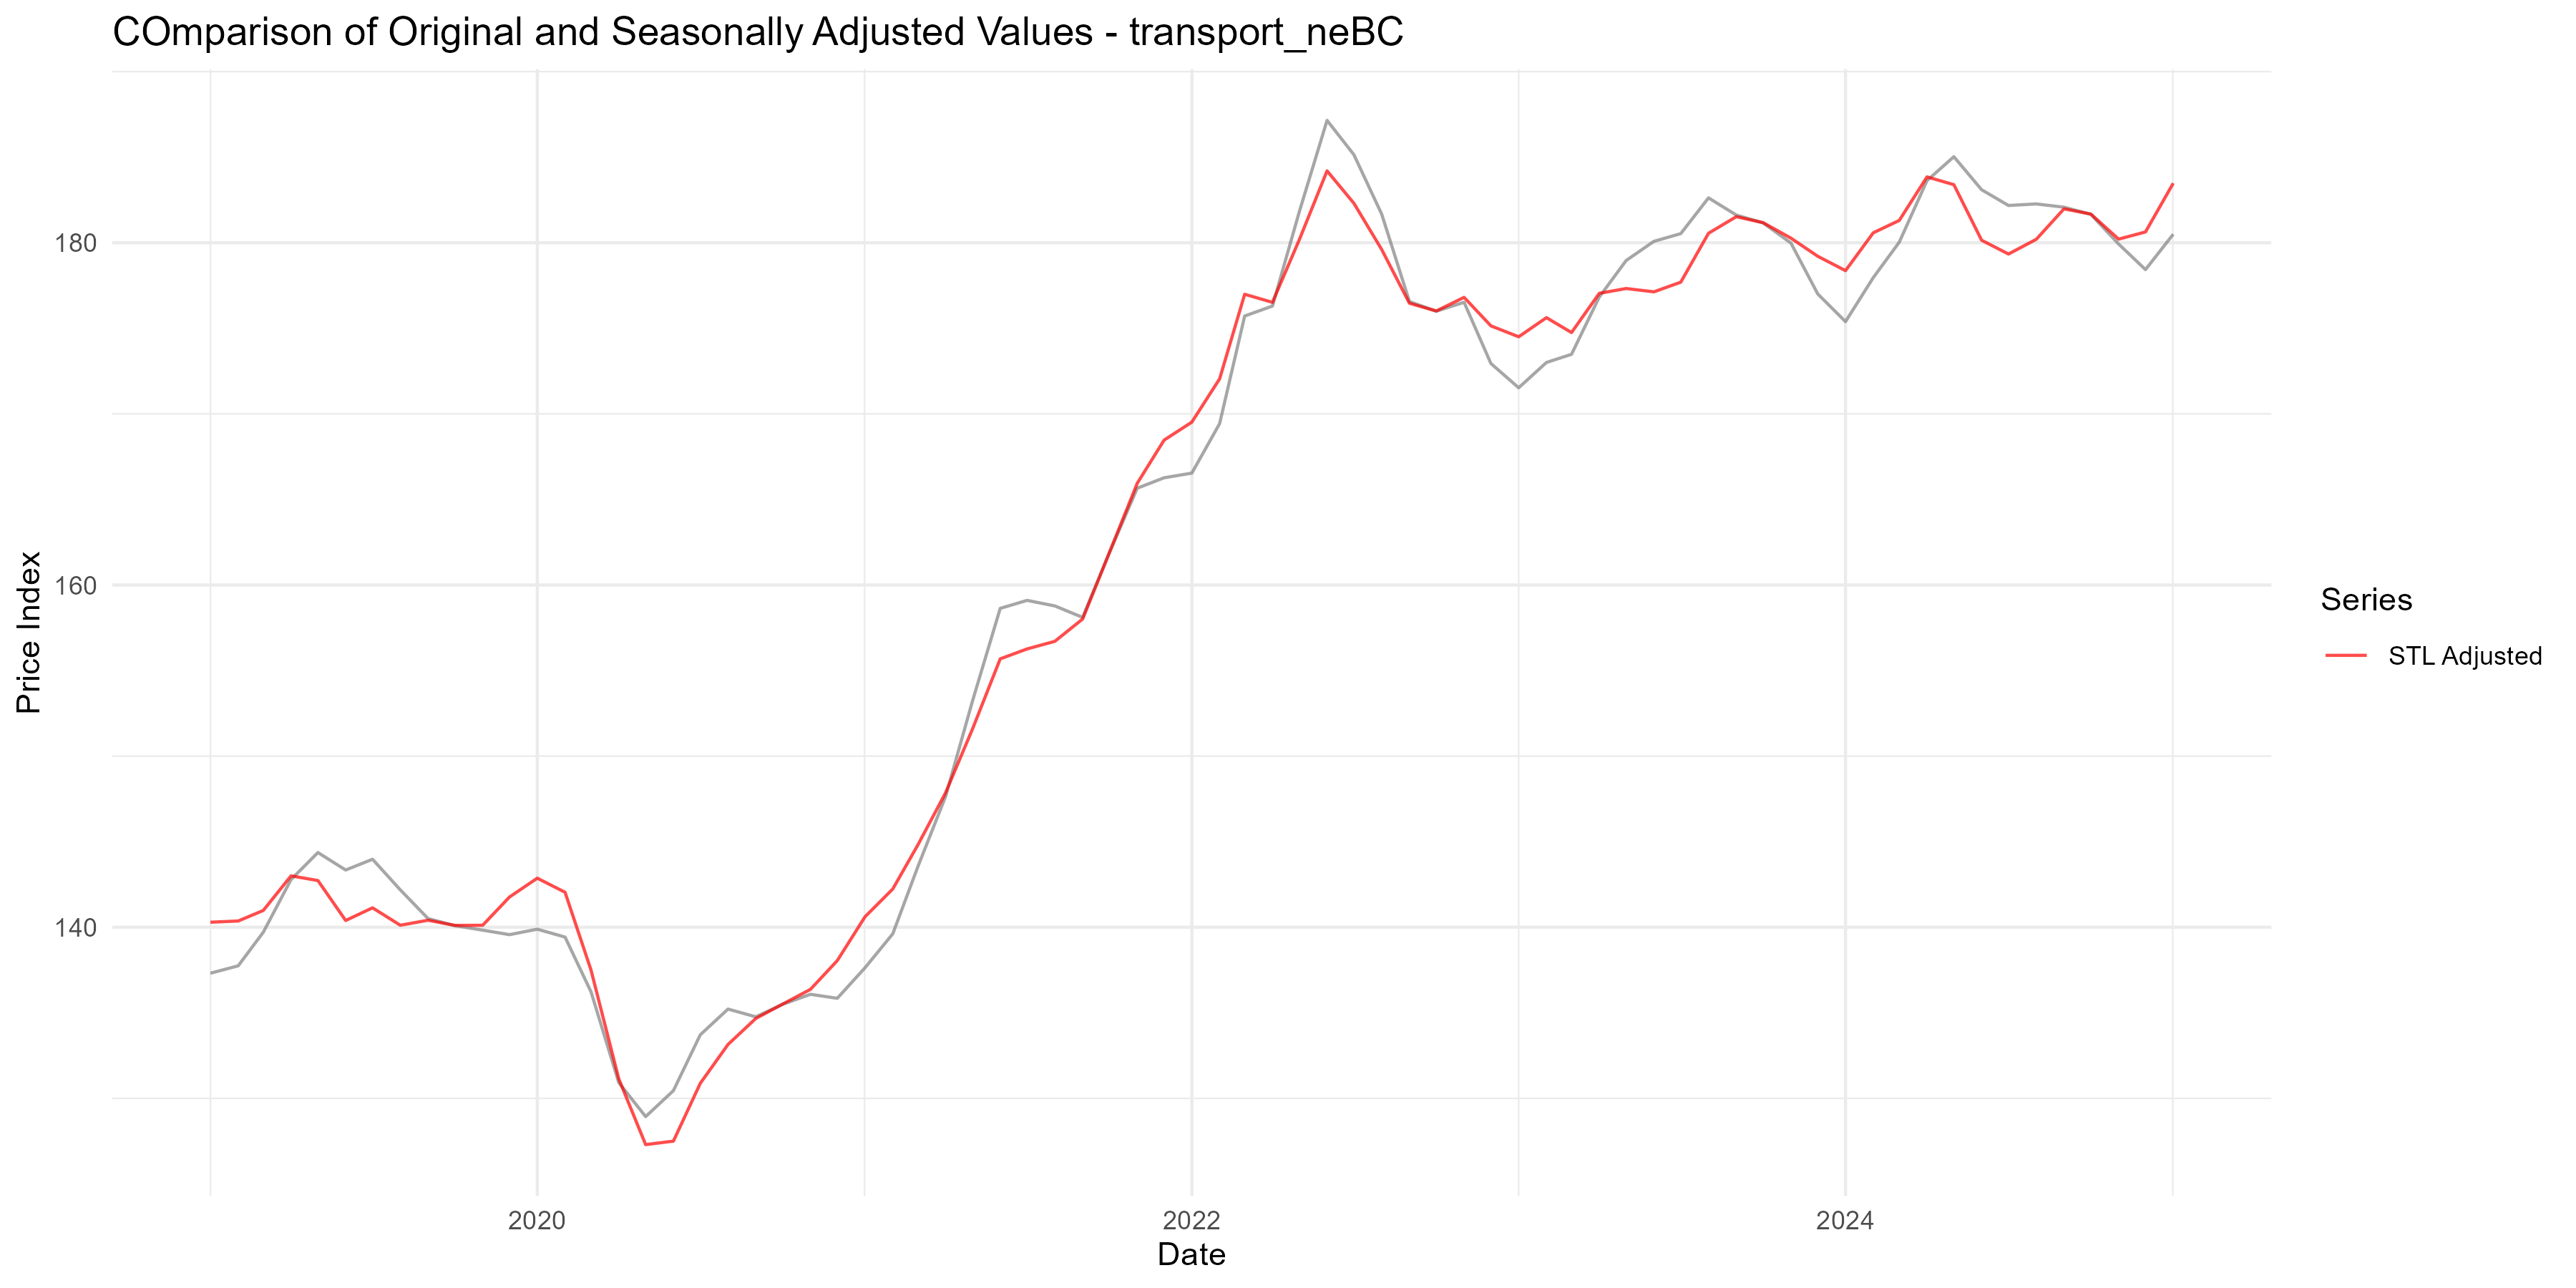 COmparison of Original and Seasonally Adjusted Values - transport_neBC
180
160
140
Price Index
2020
2022
2024
Date
Series
STL Adjusted